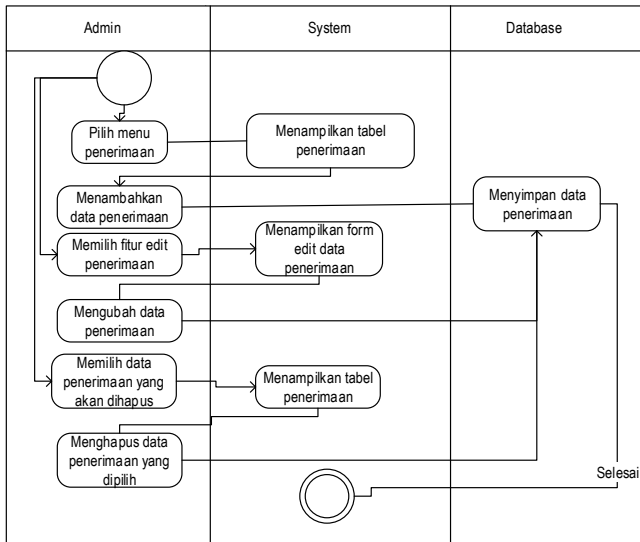 Admin
System
Database
Pilih menu
penerimaan
Menampilkan tabel
penerimaan
Menambahkan
data penerimaan
Menyimpan data
penerimaan
Memilih fitur edit
penerimaan
Menampilkan form
edit data
penerimaan
Mengubah data
penerimaan
Memilih data
penerimaan yang
akan dihapus
Menampilkan tabel
penerimaan
Menghapus data
penerimaan yang
dipilih
Selesai